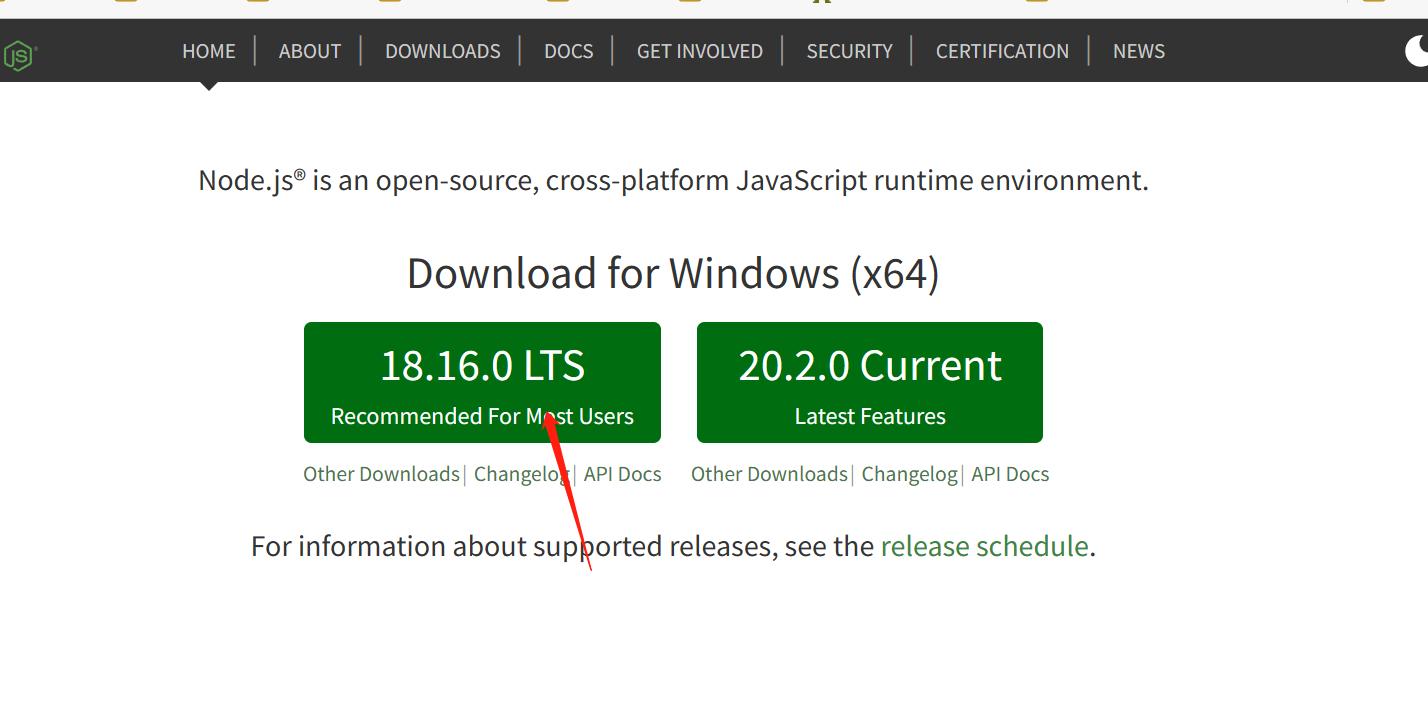 JS
HOME | ABOUT | DOWNLOADS | DOCS | GET INVOLVED | SECURITY | CERTIFICATION | NEWS
Node.js® is an open-source, cross-platform JavaScript runtime environment.
Download for Windows (x64)
18.16.0 LTS
Recommended For Most Users
20.2.0 Current
Latest Features
Other Downloads | Changelog | API Docs
Other Downloads | Changelog | API Docs
For information about supported releases, see the release schedule.